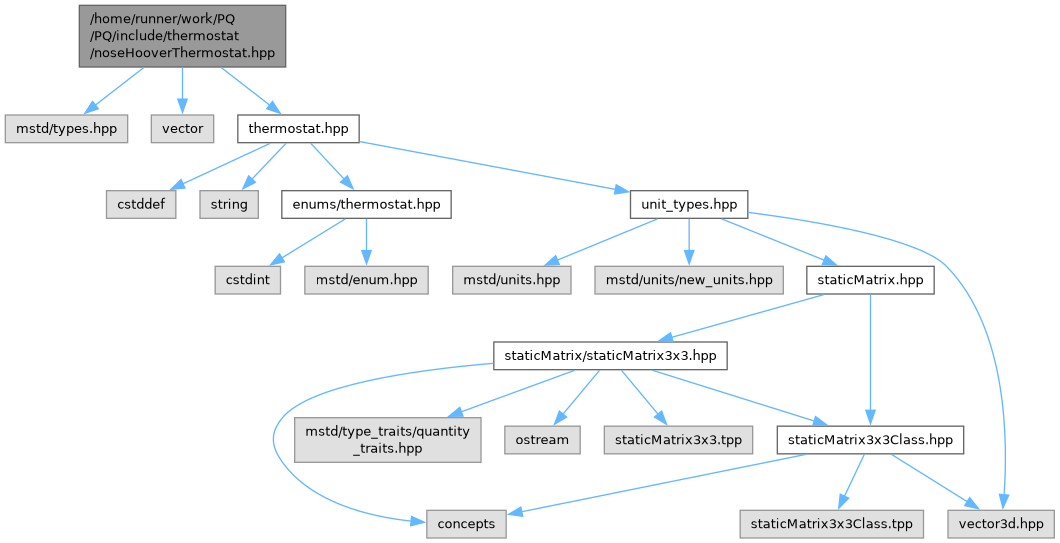 /home/runner/work/PQ
/PQ/include/thermostat
/noseHooverThermostat.hpp
mstd/types.hpp
vector
thermostat.hpp
cstddef
string
enums/thermostat.hpp
unit_types.hpp
cstdint
mstd/enum.hpp
mstd/units.hpp
mstd/units/new_units.hpp
staticMatrix.hpp
staticMatrix/staticMatrix3x3.hpp
mstd/type_traits/quantity
_traits.hpp
ostream
staticMatrix3x3.tpp
staticMatrix3x3Class.hpp
concepts
staticMatrix3x3Class.tpp
vector3d.hpp